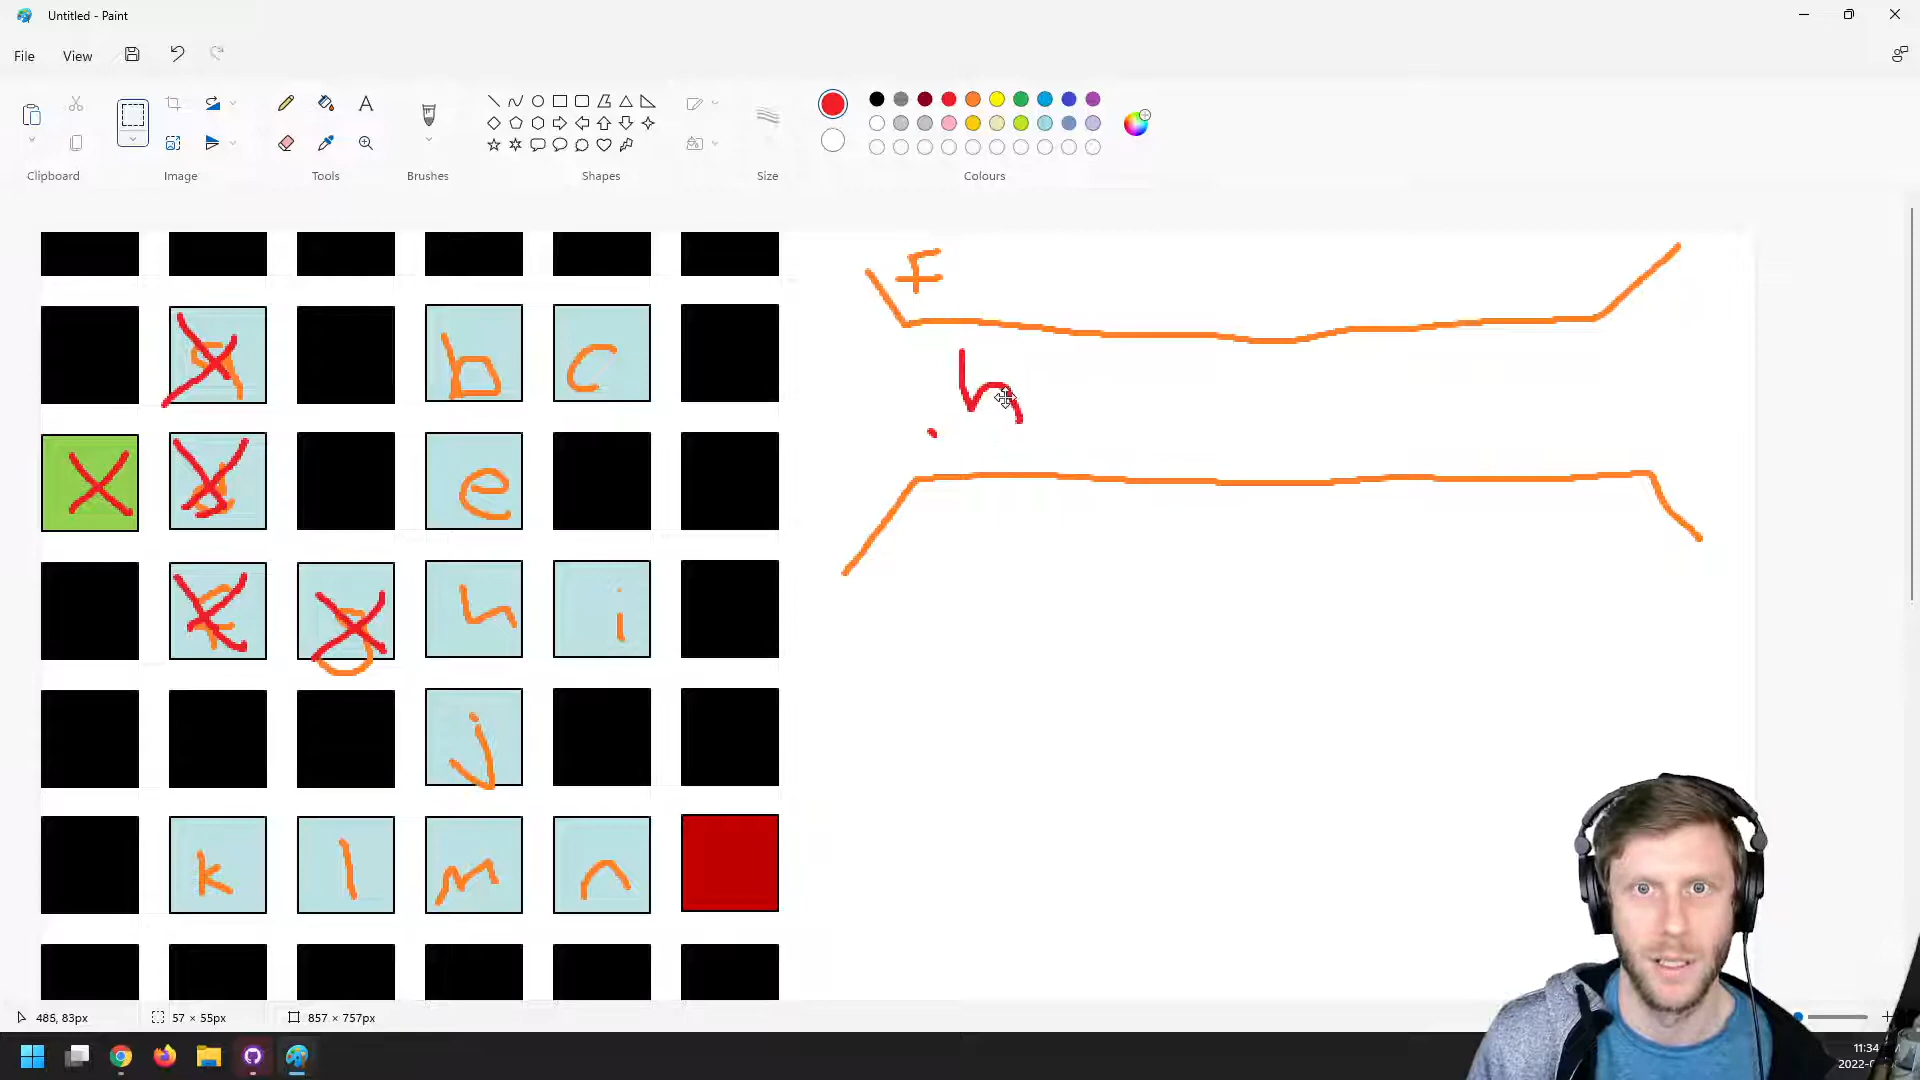 Untitled - Paint
File View
Clipboard Image Tools Brushes Shapes Size Colours
F
a b c
h
d e
f g h i
j
k l m n
485, 83px 57 × 55px 857 × 757px
11:34